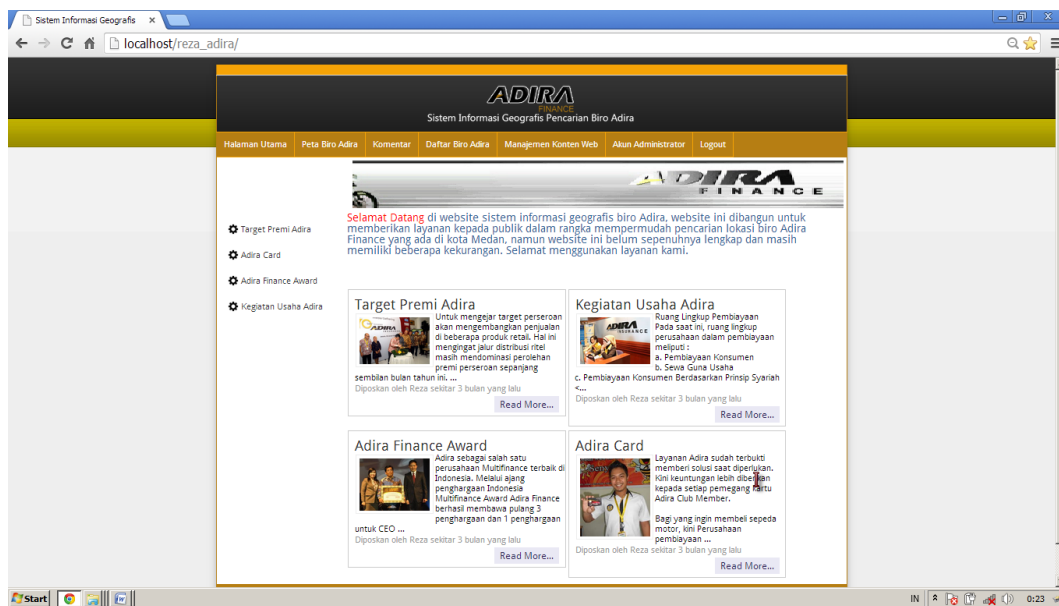 Sistem Informasi Geografis
localhost/reza_adira/
ADIRA
FINANCE
Sistem Informasi Geografis Pencarian Biro Adira
Halaman Utama Peta Biro Adira Komentar Daftar Biro Adira Manajemen Konten Web Akun Administrator Logout
ADIRA
FINANCE
Selamat Datang di website sistem informasi geografis biro Adira, website ini dibangun untuk
memberikan layanan kepada publik dalam rangka mempermudah pencarian lokasi biro Adira
Finance yang ada di kota Medan, namun website ini belum sepenuhnya lengkap dan masih
memiliki beberapa kekurangan. Selamat menggunakan layanan kami.
Target Premi Adira
Adira Card
Adira Finance Award
Kegiatan Usaha Adira
Target Premi Adira
Untuk mengejar target perseroan
akan mengembangkan penjualan
di beberapa produk retail. Hal ini
mengingat jalur distribusi ritel
masih mendominasi perolehan
premi perseroan sepanjang
sembilan bulan tahun ini. ...
Diposkan oleh Reza sekitar 3 bulan yang lalu
Read More...
Kegiatan Usaha Adira
ADIRA
INSURANCE
Ruang Lingkup Pembiayaan
Pada saat ini, ruang lingkup
perusahaan dalam pembiayaan
meliputi :
a. Pembiayaan Konsumen
b. Sewa Guna Usaha
c. Pembiayaan Konsumen Berdasarkan Prinsip Syariah
<...
Diposkan oleh Reza sekitar 3 bulan yang lalu
Read More...
Adira Finance Award
Adira sebagai salah satu
perusahaan Multifinance terbaik di
Indonesia. Melalui ajang
penghargaan Indonesia
Multifinance Award Adira Finance
berhasil membawa pulang 3
penghargaan dan 1 penghargaan
untuk CEO ...
Diposkan oleh Reza sekitar 3 bulan yang lalu
Read More...
Adira Card
Layanan Adira sudah terbukti
memberi solusi saat diperlukan.
Kini keuntungan lebih diberikan
kepada setiap pemegang kartu
Adira Club Member.
Bagi yang ingin membeli sepeda
motor, kini Perusahaan
pembiayaan ...
Diposkan oleh Reza sekitar 3 bulan yang lalu
Read More...
Start
IN
0:23